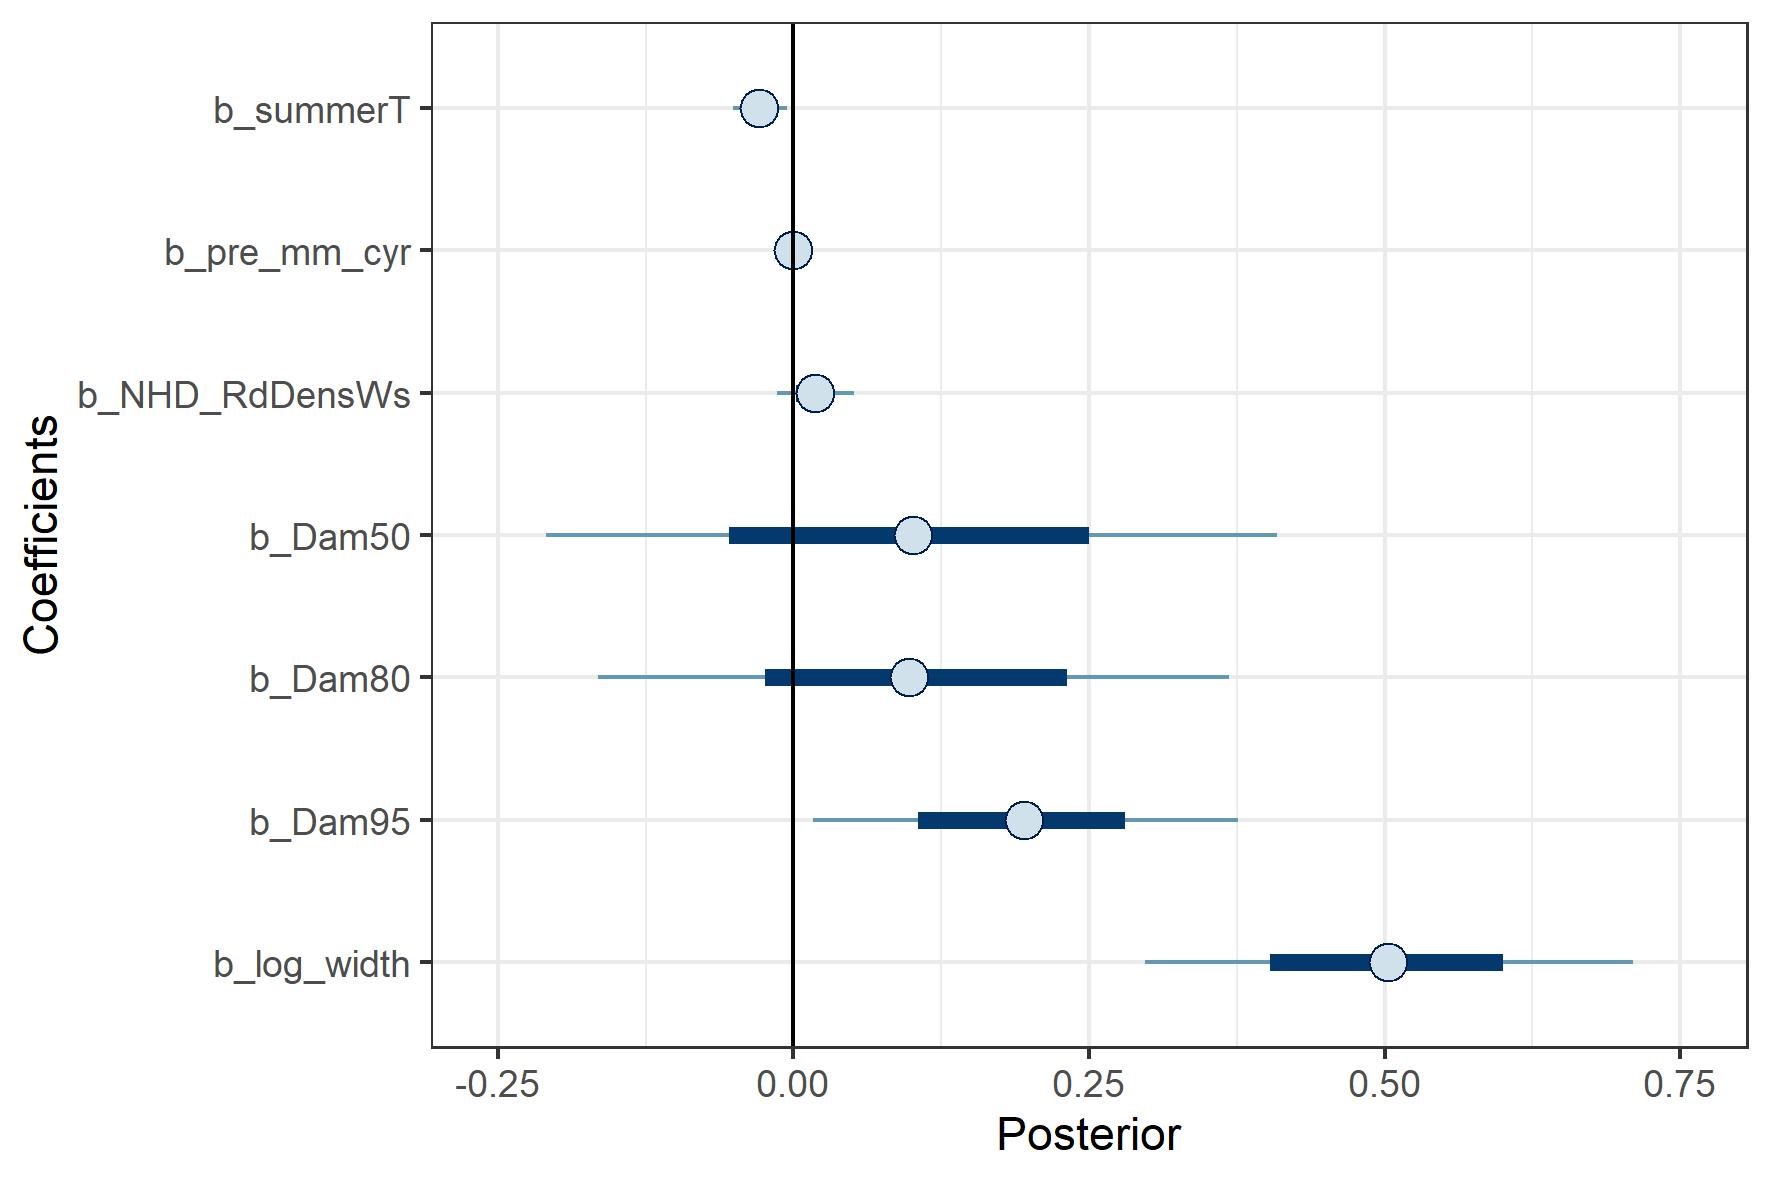 Coefficients
b_summerT
b_pre_mm_cyr
b_NHD_RdDensWs
b_Dam50
b_Dam80
b_Dam95
b_log_width
-0.25 0.00 0.25 0.50 0.75
Posterior